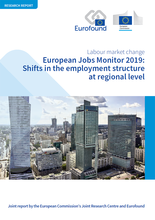 RESEARCH REPORT
Eurofound
Labour market change
European Jobs Monitor 2019:
Shifts in the employment structure
at regional level
Joint report by the European Commission's Joint Research Centre and Eurofound